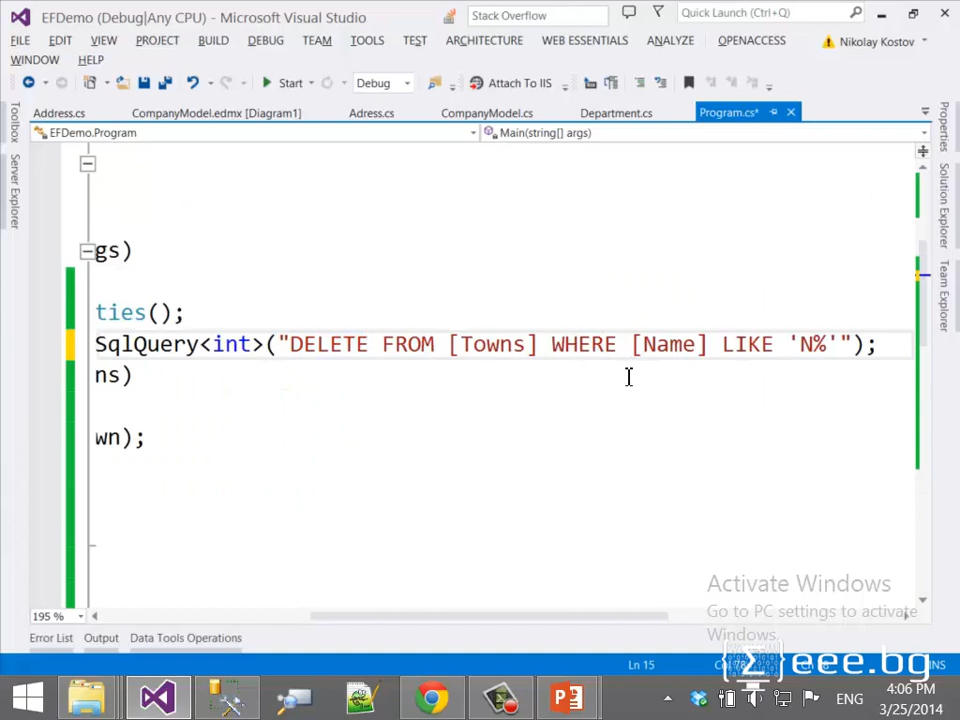 EFDemo (Debug|Any CPU) - Microsoft Visual Studio
Stack Overflow
Quick Launch (Ctrl+Q)
FILE EDIT VIEW PROJECT BUILD DEBUG TEAM TOOLS TEST ARCHITECTURE WEB ESSENTIALS ANALYZE OPENACCESS Nikolay Kostov
WINDOW HELP
Start Debug Attach To IIS
Address.cs CompanyModel.edmx [Diagram1] Adress.cs CompanyModel.cs Department.cs Program.cs*
EFDemo.Program Main(string[] args)
Toolbox
Server Explorer
Properties
Solution Explorer
Team Explorer
gs)
ties();
SqlQuery<int>("DELETE FROM [Towns] WHERE [Name] LIKE 'N%'");
ns)
wn);
195 %
Activate Windows
Go to PC settings to activate
Windows.
Error List Output Data Tools Operations
Ln 15
INS
}eee.bg
ENG
4:06 PM
3/25/2014